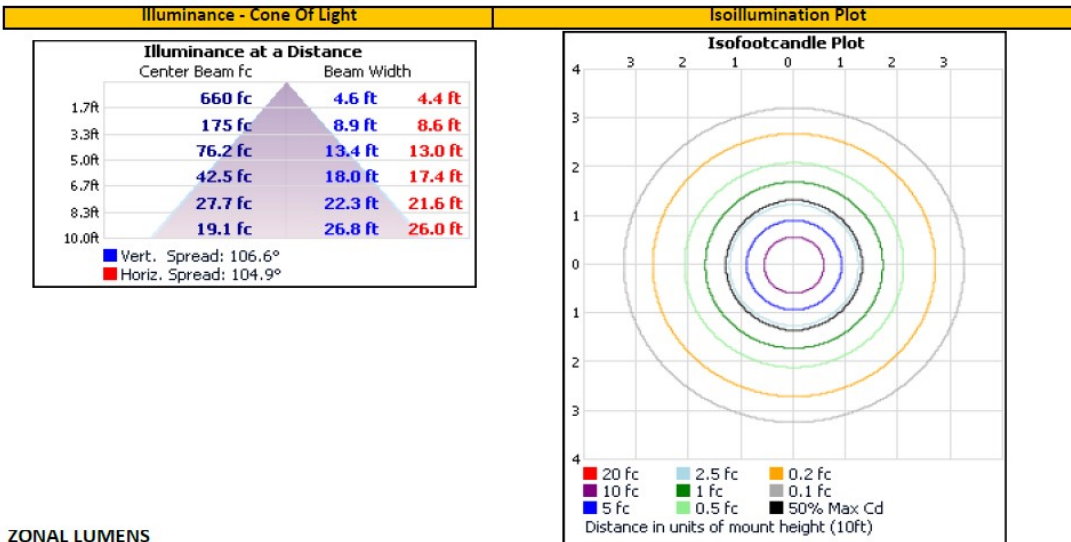 Illuminance - Cone Of Light
Isoillumination Plot
Illuminance at a Distance
Center Beam fc Beam Width
1.7ft 660 fc 4.6 ft 4.4 ft
3.3ft 175 fc 8.9 ft 8.6 ft
5.0ft 76.2 fc 13.4 ft 13.0 ft
6.7ft 42.5 fc 18.0 ft 17.4 ft
8.3ft 27.7 fc 22.3 ft 21.6 ft
10.0ft 19.1 fc 26.8 ft 26.0 ft
Vert. Spread: 106.6°
Horiz. Spread: 104.9°
Isofootcandle Plot
3 2 1 0 1 2 3
4
3
2
1
0
1
2
3
4
20 fc 2.5 fc 0.2 fc
10 fc 1 fc 0.1 fc
5 fc 0.5 fc 50% Max Cd
Distance in units of mount height (10ft)
ZONAL LUMENS